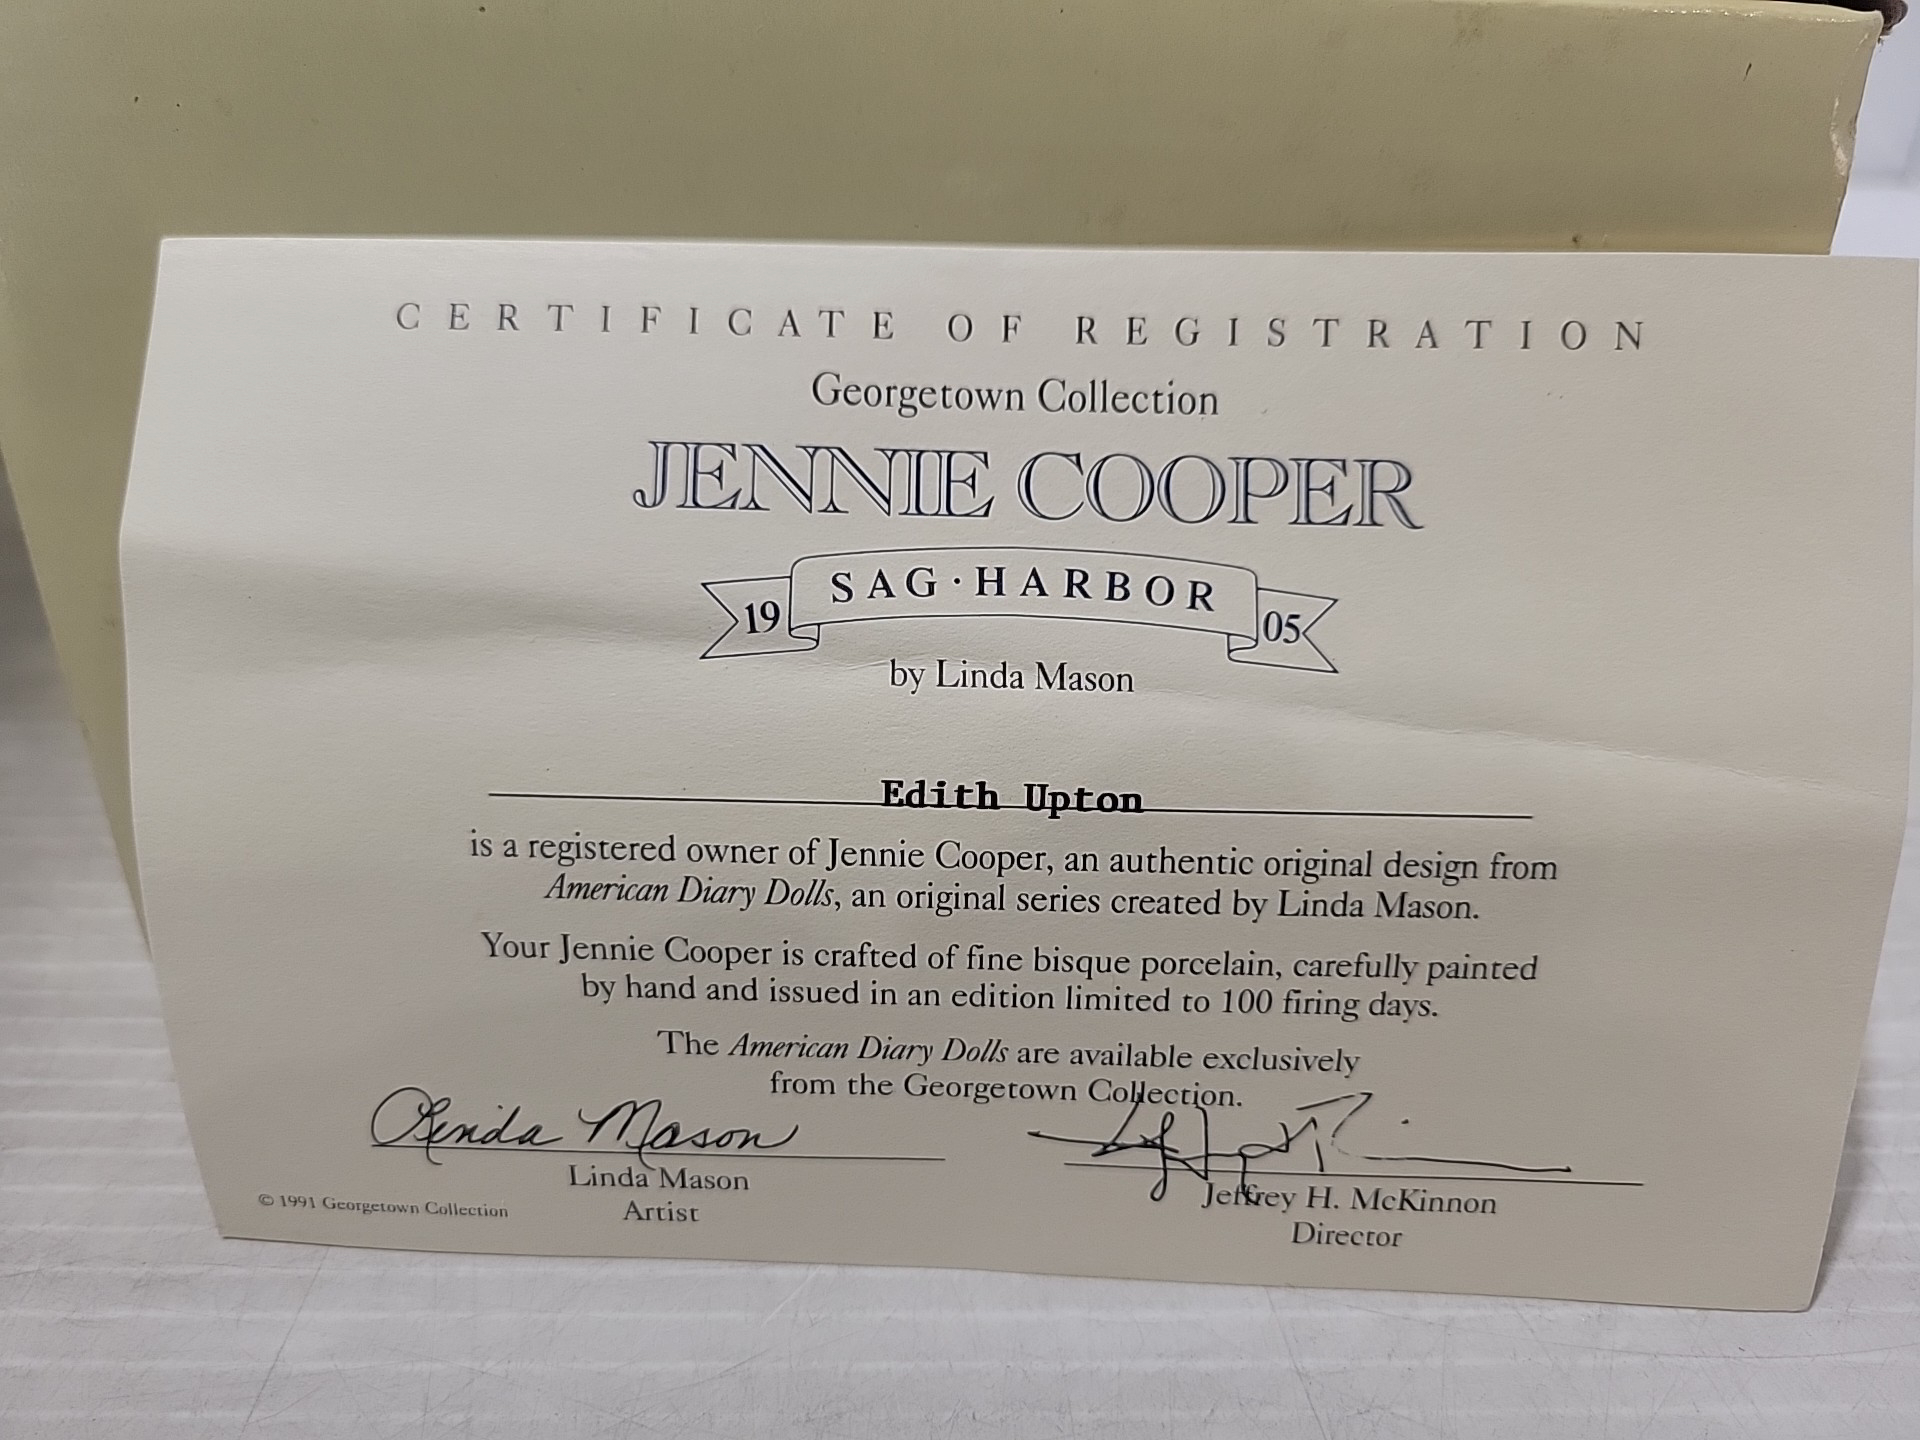 CERTIFICATE OF REGISTRATION
Georgetown Collection
JENNIE COOPER
19 SAG·HARBOR 05
by Linda Mason
Edith Upton
is a registered owner of Jennie Cooper, an authentic original design from
American Diary Dolls, an original series created by Linda Mason.
Your Jennie Cooper is crafted of fine bisque porcelain, carefully painted
by hand and issued in an edition limited to 100 firing days.
The American Diary Dolls are available exclusively
from the Georgetown Collection.
Linda Mason
Linda Mason
Artist
Jeffrey H. McKinnon
Director
© 1991 Georgetown Collection